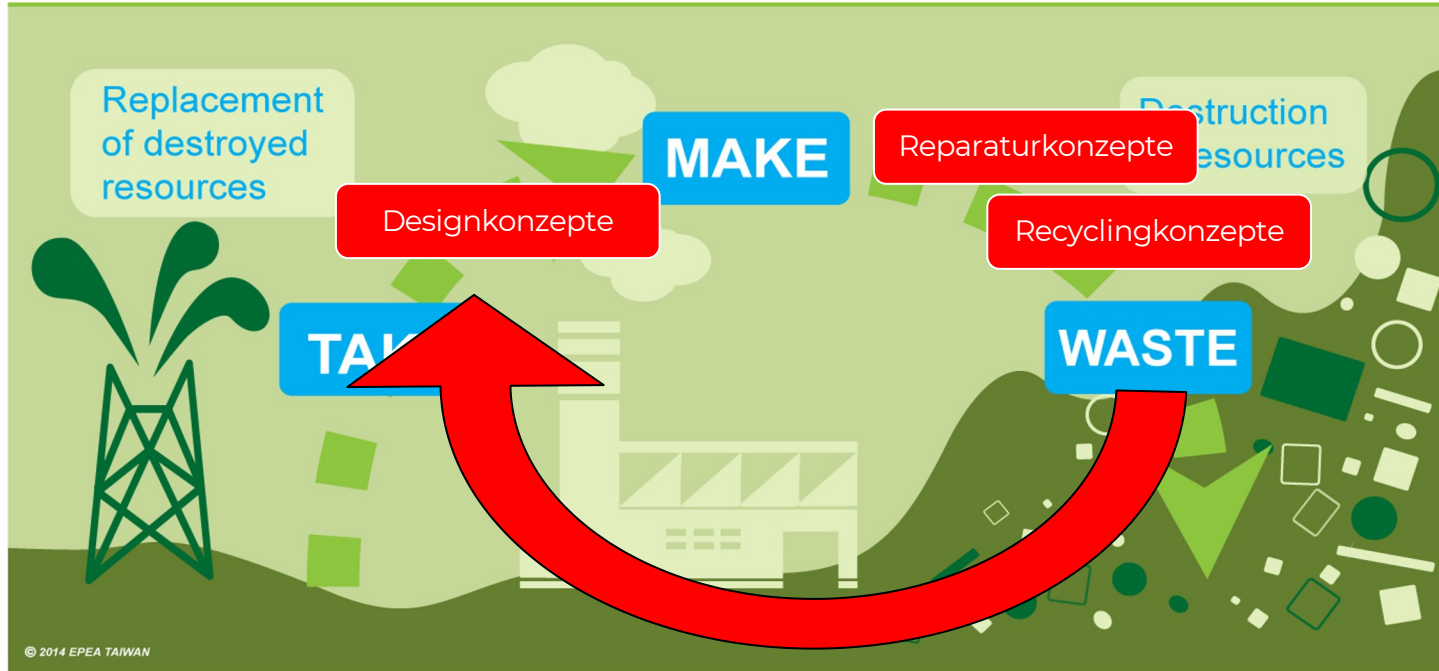 Replacement
of destroyed
resources
MAKE
Reparaturkonzepte
Designkonzepte
Recyclingkonzepte
WASTE
© 2014 EPEA TAIWAN